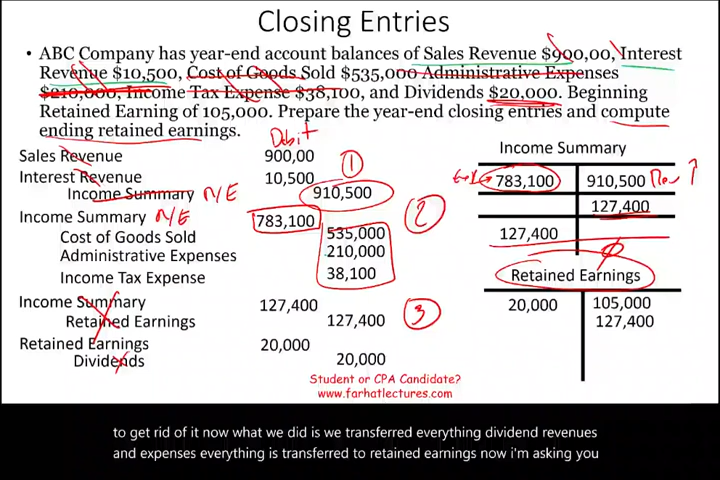 Closing Entries
• ABC Company has year-end account balances of Sales Revenue $900,00, Interest
Revenue $10,500, Cost of Goods Sold $535,000 Administrative Expenses
$210,000, Income Tax Expense $38,100, and Dividends $20,000. Beginning
Retained Earning of 105,000. Prepare the year-end closing entries and compute
ending retained earnings.
Debit
Sales Revenue 900,00
Interest Revenue 10,500
Income Summary R/E 910,500
1
Income Summary R/E 783,100
Cost of Goods Sold 535,000
Administrative Expenses 210,000
Income Tax Expense 38,100
2
Income Summary 127,400
Retained Earnings 127,400
3
Retained Earnings 20,000
Dividends 20,000
Income Summary
783,100 910,500
127,400
127,400
Retained Earnings
20,000 105,000
127,400
Student or CPA Candidate?
www.farhatlectures.com
to get rid of it now what we did is we transferred everything dividend revenues
and expenses everything is transferred to retained earnings now i'm asking you